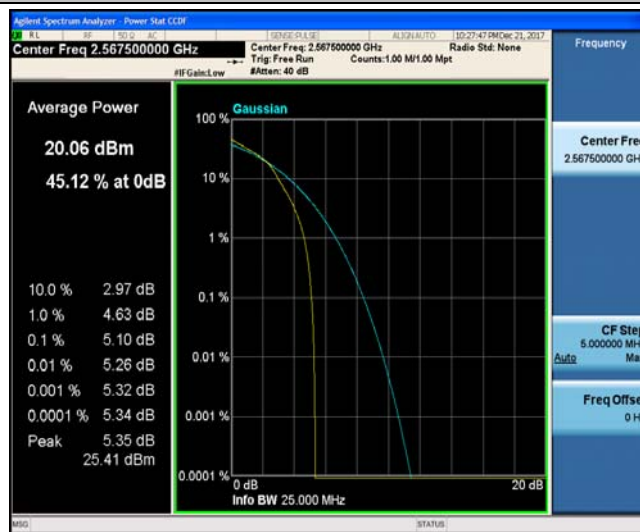 Agilent Spectrum Analyzer - Power Stat CCDF
RL RF 50 Ω AC SENSE:PULSE ALIGN AUTO 10:27:47 PM Dec 21, 2017
Center Freq 2.567500000 GHz
Center Freq: 2.567500000 GHz Radio Std: None
Trig: Free Run Counts:1.00 M/1.00 Mpt
#IFGain:Low #Atten: 40 dB
Frequency
Average Power
20.06 dBm
45.12 % at 0dB
10.0 % 2.97 dB
1.0 % 4.63 dB
0.1 % 5.10 dB
0.01 % 5.26 dB
0.001 % 5.32 dB
0.0001 % 5.34 dB
Peak 5.35 dB
25.41 dBm
Gaussian
100 %
10 %
1 %
0.1 %
0.01 %
0.001 %
0.0001 %
0 dB 20 dB
Info BW 25.000 MHz
Center Fre
2.567500000 GH
CF Step
5.000000 MH
Auto Ma
Freq Offse
0 H
MSG STATUS